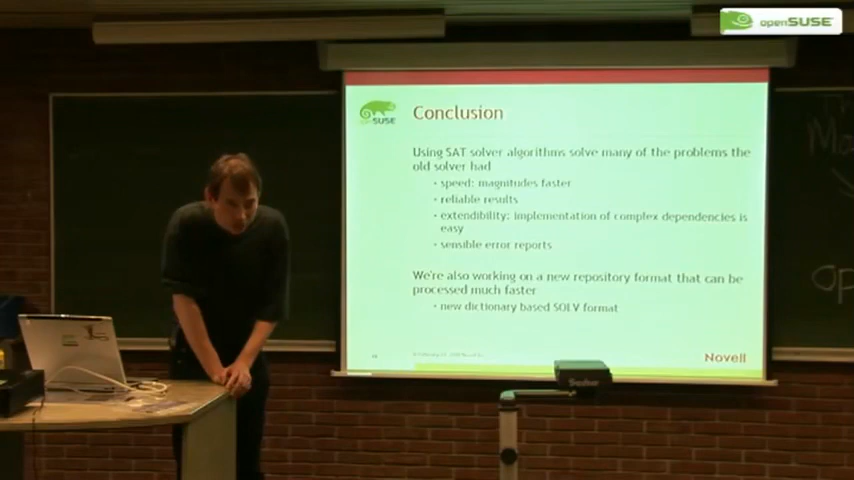 openSUSE
openSUSE
Conclusion
Using SAT solver algorithms solve many of the problems the
old solver had
• speed: magnitudes faster
• reliable results
• extendibility: implementation of complex dependencies is
easy
• sensible error reports
We're also working on a new repository format that can be
processed much faster
• new dictionary based SOLV format
Novell